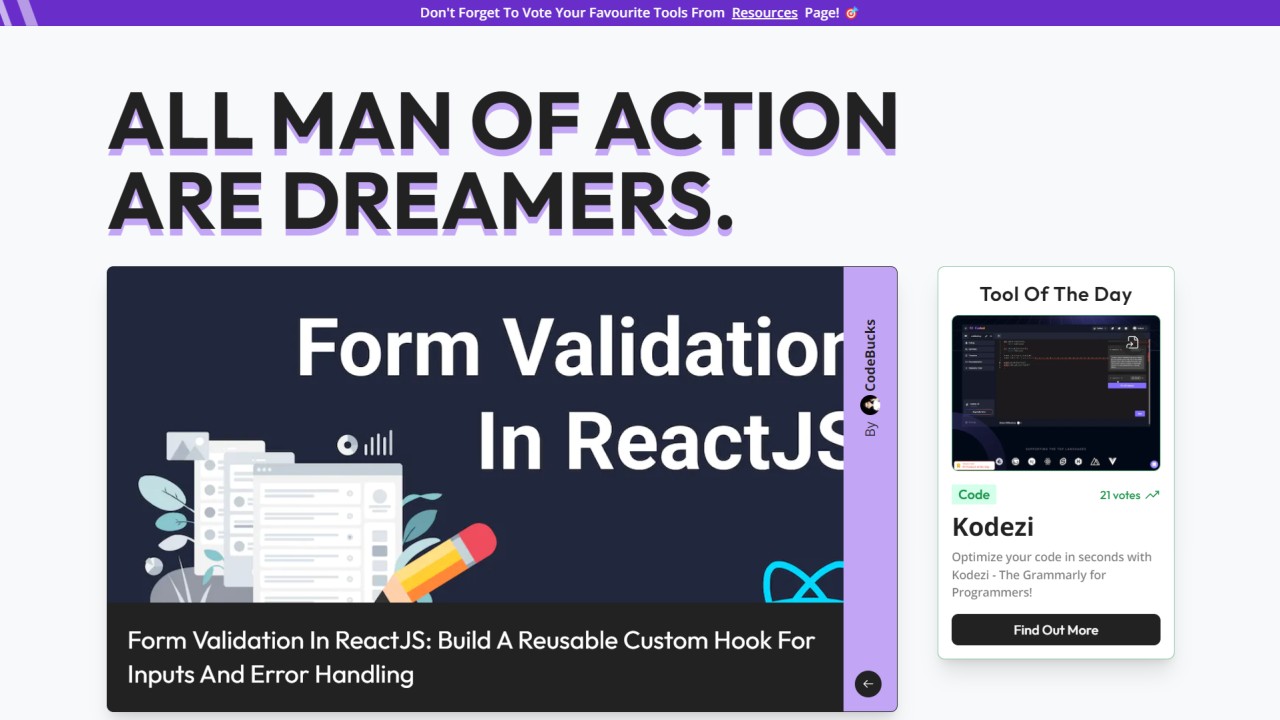 Don't Forget To Vote Your Favourite Tools From Resources Page! 🎯
ALL MAN OF ACTION
ARE DREAMERS.
Form Validation
In ReactJS
By CodeBucks
Form Validation In ReactJS: Build A Reusable Custom Hook For
Inputs And Error Handling
Tool Of The Day
Code
21 votes
Kodezi
Optimize your code in seconds with
Kodezi - The Grammarly for
Programmers!
Find Out More